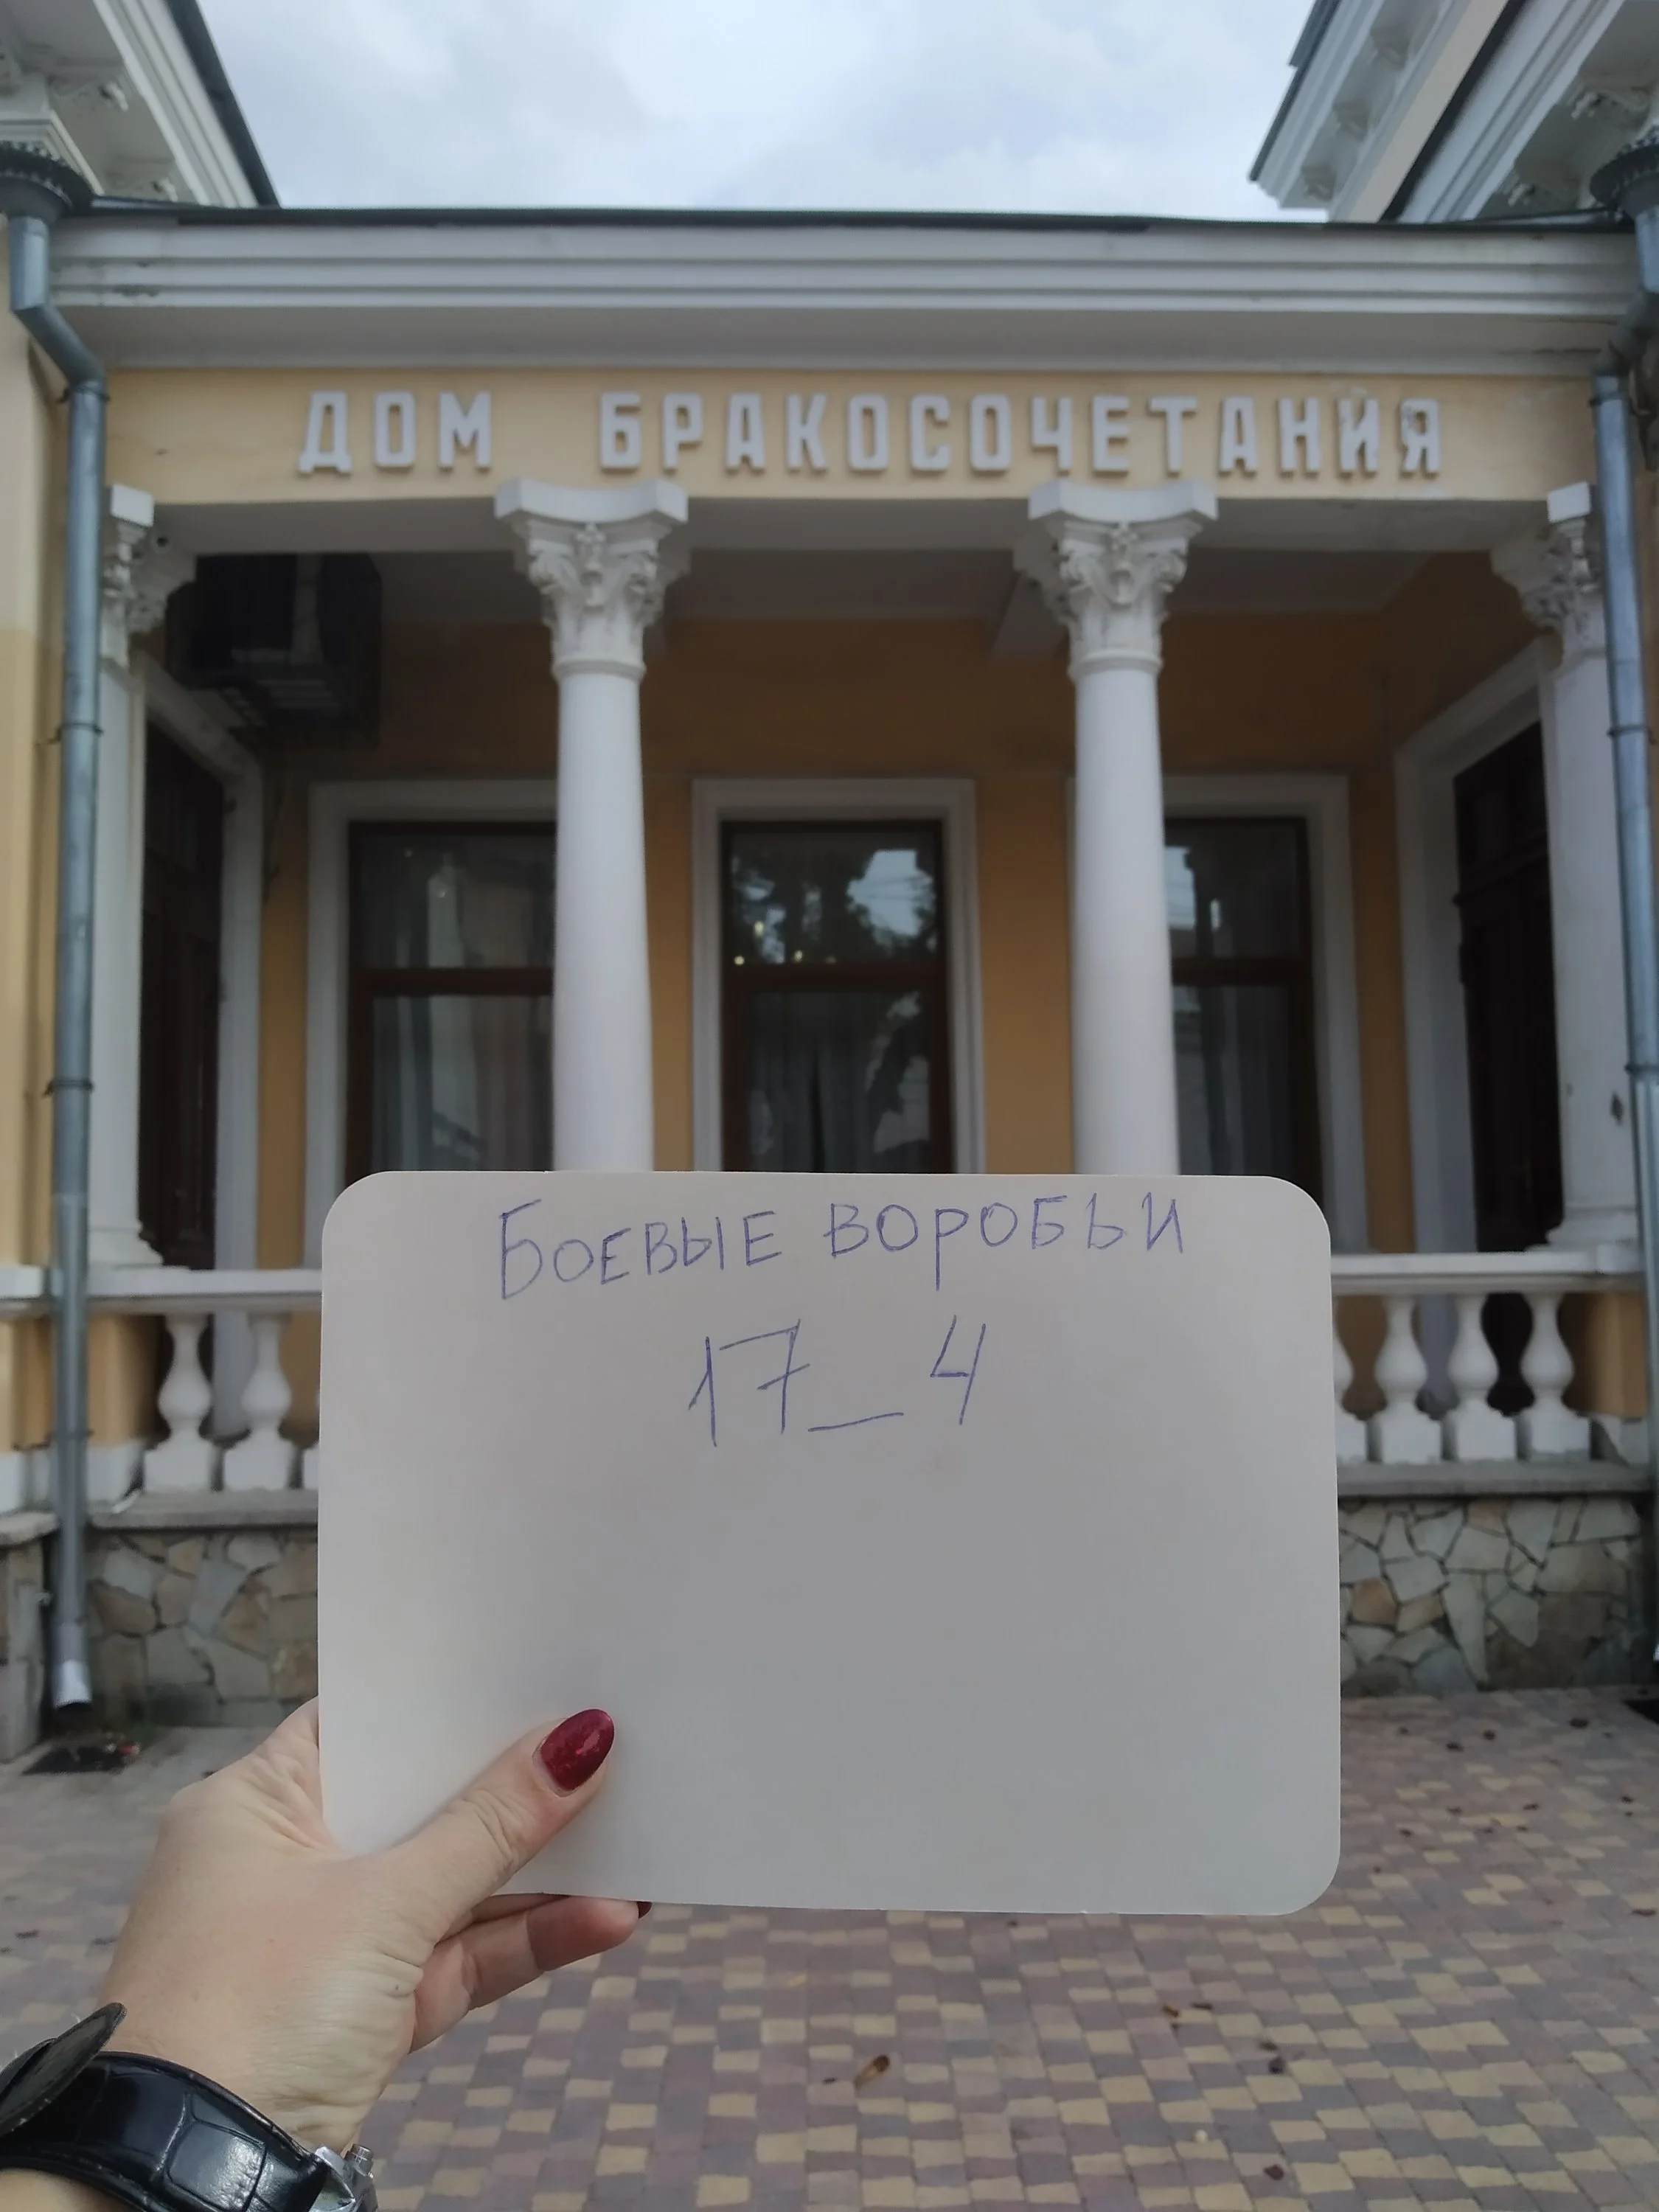 ДОМ БРАКОСОЧЕТАНИЯ
Боевые воробьи
17_4